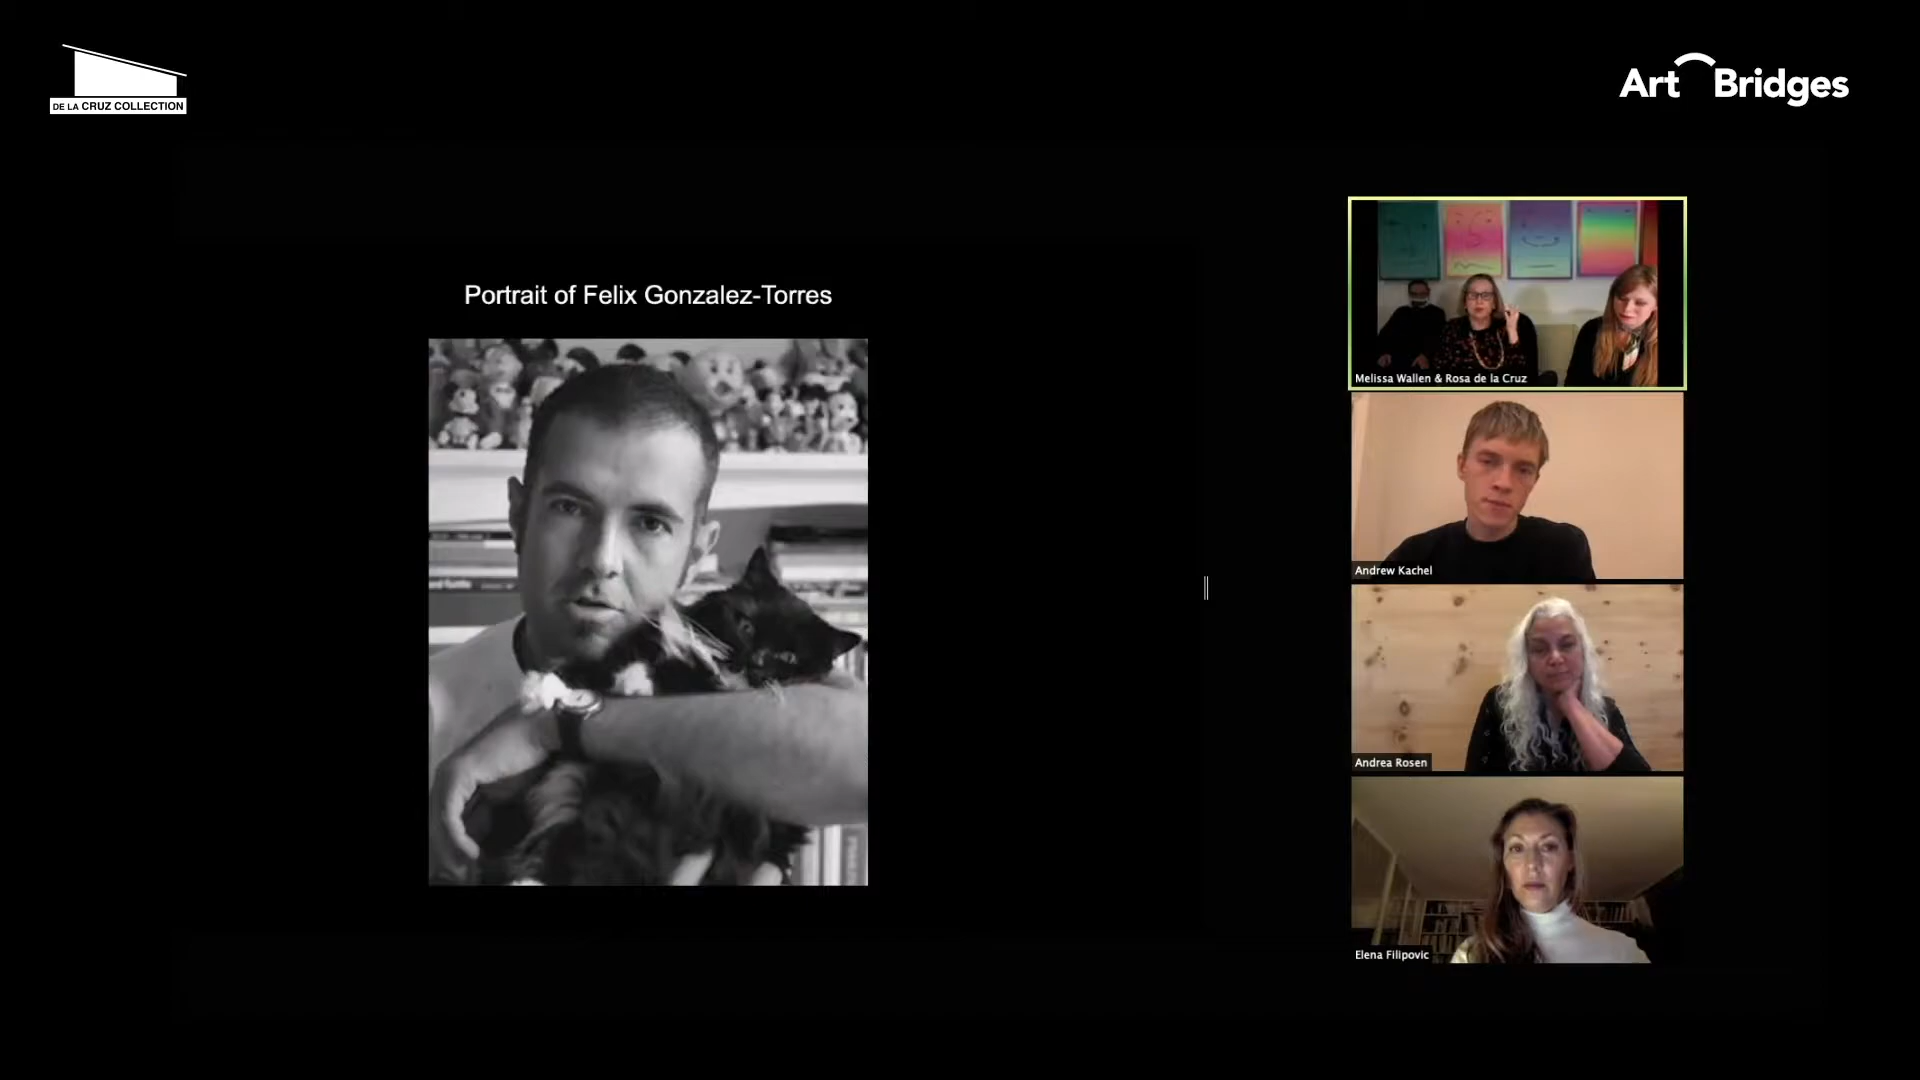 DE LA CRUZ COLLECTION
Art Bridges
Portrait of Felix Gonzalez-Torres
Melissa Wallen & Rosa de la Cruz
Andrew Kachel
Andrea Rosen
Elena Filipovic